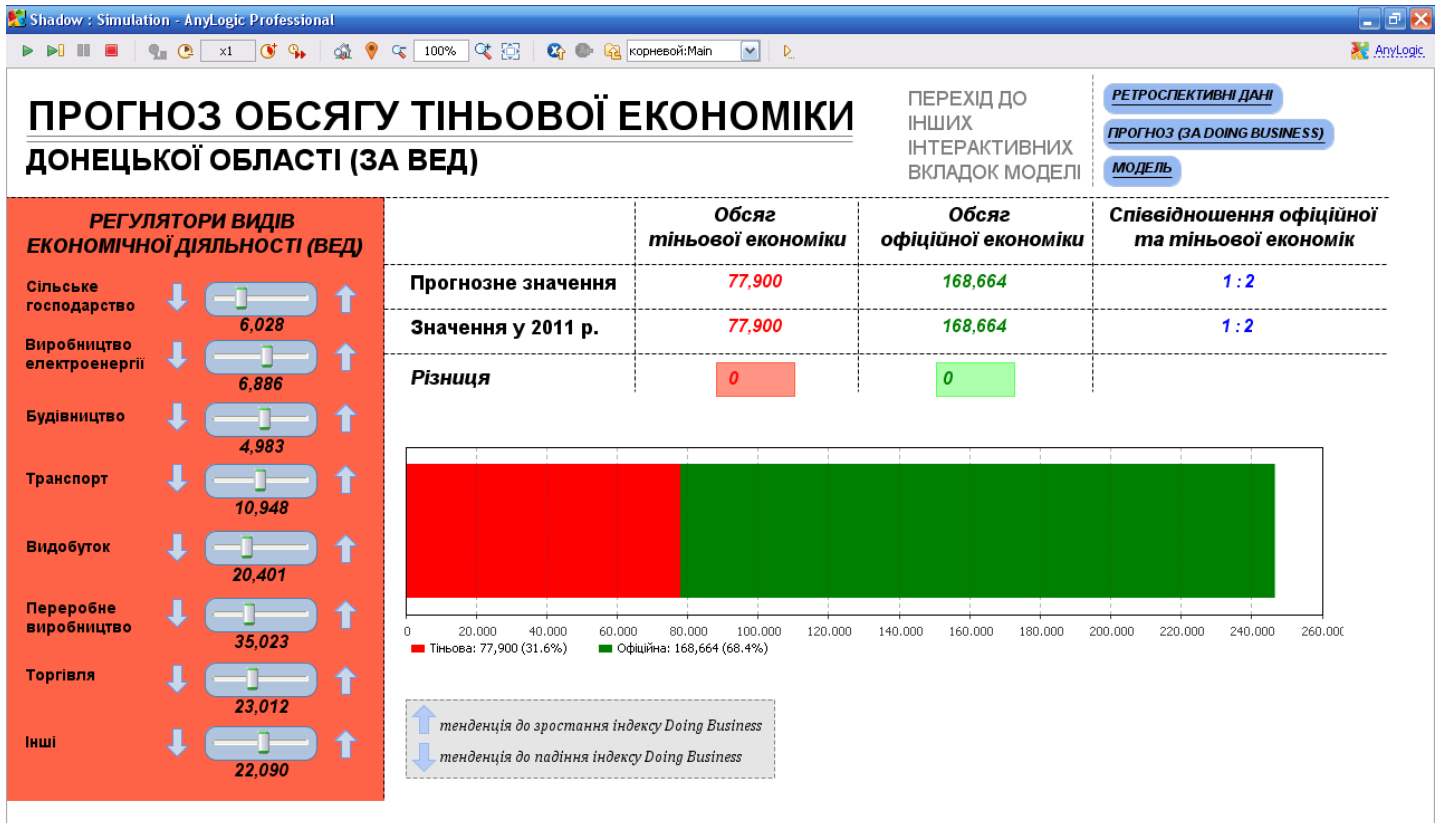 Shadow : Simulation - AnyLogic Professional
x1
100%
корневой:Main
AnyLogic
ПРОГНОЗ ОБСЯГУ ТІНЬОВОЇ ЕКОНОМІКИ
ДОНЕЦЬКОЇ ОБЛАСТІ (ЗА ВЕД)
ПЕРЕХІД ДО
ІНШИХ
ІНТЕРАКТИВНИХ
ВКЛАДОК МОДЕЛІ
РЕТРОСПЕКТИВНІ ДАНІ
ПРОГНОЗ (ЗА DOING BUSINESS)
МОДЕЛЬ
РЕГУЛЯТОРИ ВИДІВ
ЕКОНОМІЧНОЇ ДІЯЛЬНОСТІ (ВЕД)
Сільське
господарство
6,028
Виробництво
електроенергії
6,886
Будівництво
4,983
Транспорт
10,948
Видобуток
20,401
Переробне
виробництво
35,023
Торгівля
23,012
Інші
22,090
Обсяг
тіньової економіки
Обсяг
офіційної економіки
Співвідношення офіційної
та тіньової економік
Прогнозне значення 77,900 168,664 1 : 2
Значення у 2011 р. 77,900 168,664 1 : 2
Різниця 0 0
0 20.000 40.000 60.000 80.000 100.000 120.000 140.000 160.000 180.000 200.000 220.000 240.000 260.000
Тіньова: 77,900 (31.6%) Офіційна: 168,664 (68.4%)
тенденція до зростання індексу Doing Business
тенденція до падіння індексу Doing Business